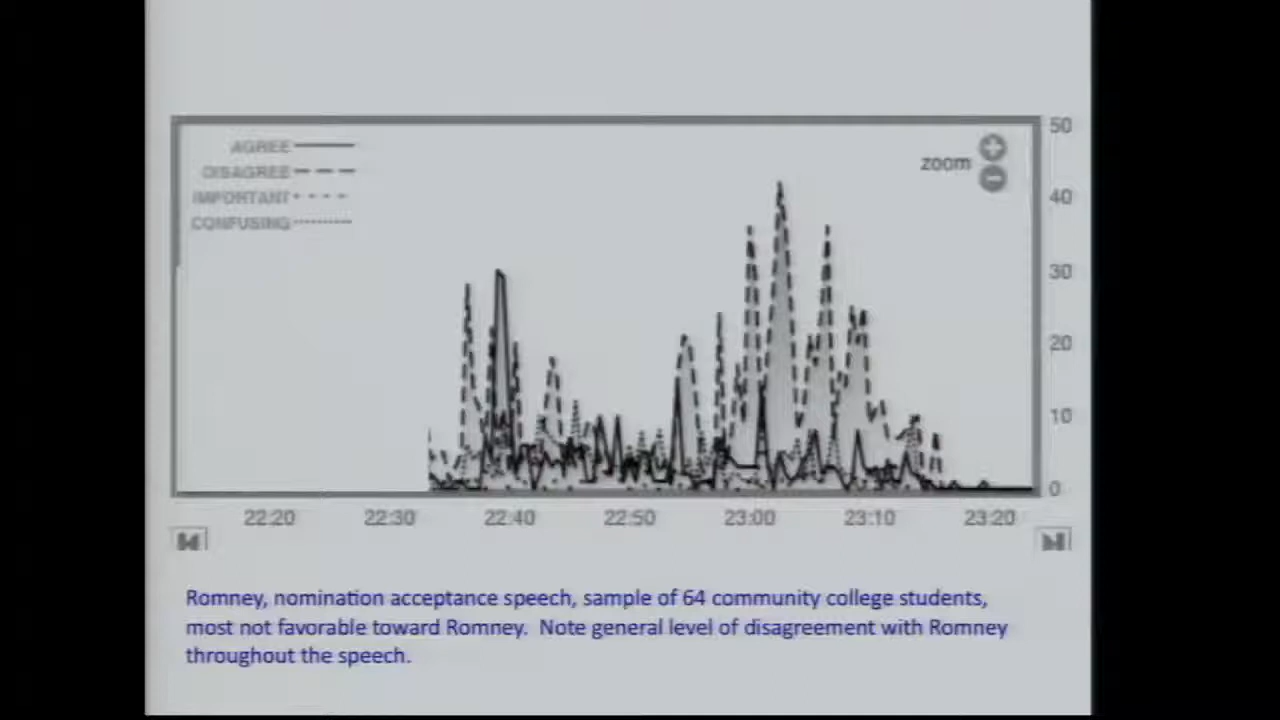 AGREE
DISAGREE
IMPORTANT
CONFUSING
zoom
50
40
30
20
10
0
22:20 22:30 22:40 22:50 23:00 23:10 23:20
Romney, nomination acceptance speech, sample of 64 community college students,
most not favorable toward Romney.  Note general level of disagreement with Romney
throughout the speech.